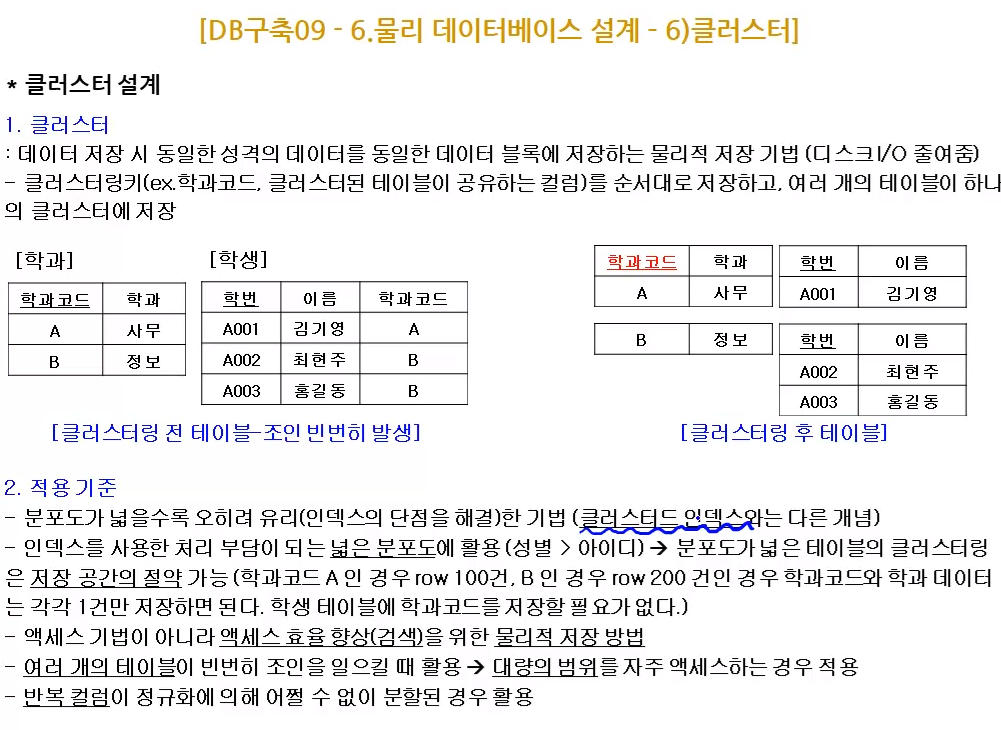 [DB구축09 - 6.물리 데이터베이스 설계 - 6)클러스터]
* 클러스터 설계
1. 클러스터
: 데이터 저장 시 동일한 성격의 데이터를 동일한 데이터 블록에 저장하는 물리적 저장 기법 (디스크 I/O 줄여줌)
- 클러스터링키(ex.학과코드, 클러스터된 테이블이 공유하는 컬럼)를 순서대로 저장하고, 여러 개의 테이블이 하나
의 클러스터에 저장
[학과]
학과코드 학과
A 사무
B 정보
[학생]
학번 이름 학과코드
A001 김기영 A
A002 최현주 B
A003 홍길동 B
[클러스터링 전 테이블-조인 빈번히 발생]
학과코드 학과 학번 이름
A 사무 A001 김기영
B 정보 학번 이름
A002 최현주
A003 홍길동
[클러스터링 후 테이블]
2. 적용 기준
- 분포도가 넓을수록 오히려 유리(인덱스의 단점을 해결)한 기법 (클러스터드 인덱스와는 다른 개념)
- 인덱스를 사용한 처리 부담이 되는 넓은 분포도에 활용 (성별 > 아이디) → 분포도가 넓은 테이블의 클러스터링
은 저장 공간의 절약 가능 (학과코드 A 인 경우 row 100건, B 인 경우 row 200 건인 경우 학과코드와 학과 데이터
는 각각 1건만 저장하면 된다. 학생 테이블에 학과코드를 저장할 필요가 없다.)
- 액세스 기법이 아니라 액세스 효율 향상(검색)을 위한 물리적 저장 방법
- 여러 개의 테이블이 빈번히 조인을 일으킬 때 활용 → 대량의 범위를 자주 액세스하는 경우 적용
- 반복 컬럼이 정규화에 의해 어쩔 수 없이 분할된 경우 활용